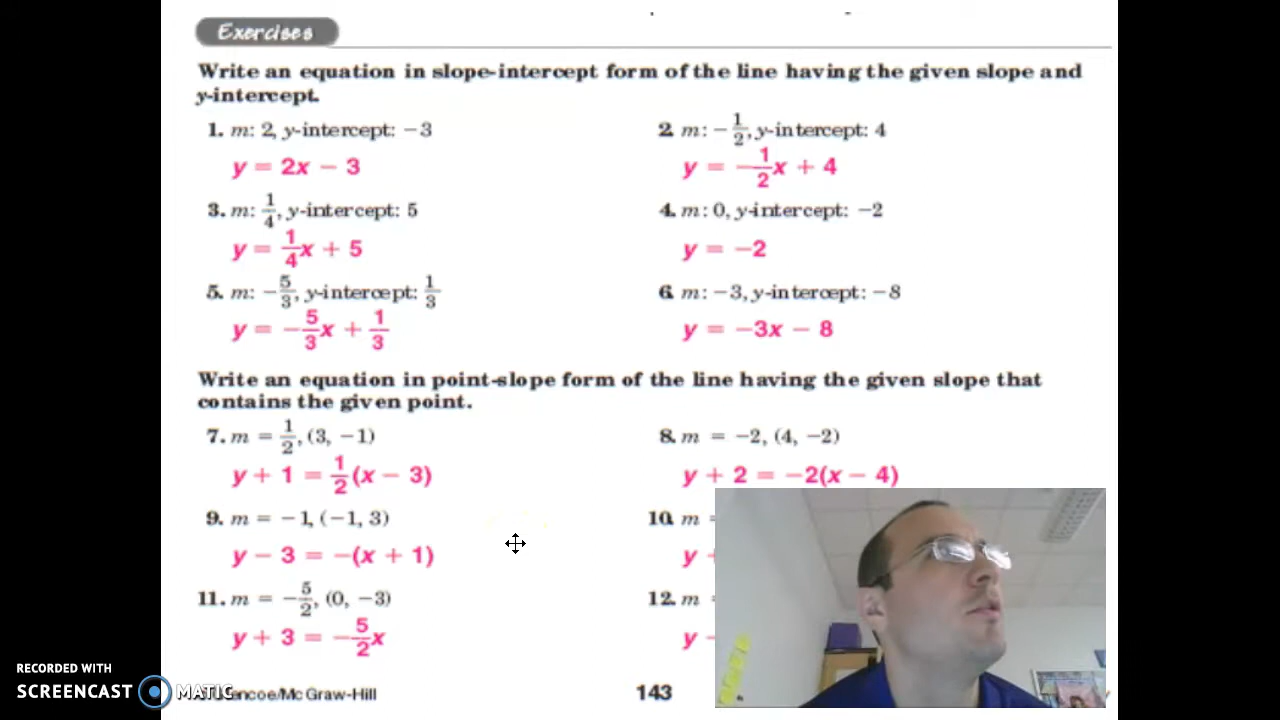 Exercises
Write an equation in slope-intercept form of the line having the given slope and
y-intercept.
1. m: 2, y-intercept: −3
2. m: −1/2, y-intercept: 4
y = 2x − 3
y = −1/2x + 4
3. m: 1/4, y-intercept: 5
4. m: 0, y-intercept: −2
y = 1/4x + 5
y = −2
5. m: −5/3, y-intercept: 1/3
6. m: −3, y-intercept: −8
y = −5/3x + 1/3
y = −3x − 8
Write an equation in point-slope form of the line having the given slope that
contains the given point.
7. m = 1/2, (3, −1)
8. m = −2, (4, −2)
y + 1 = 1/2(x − 3)
y + 2 = −2(x − 4)
9. m = −1, (−1, 3)
10. m =
y − 3 = −(x + 1)
y
11. m = −5/2, (0, −3)
12. m =
y + 3 = −5/2x
y
RECORDED WITH
SCREENCAST MATIC
encoe/McGraw-Hill
143